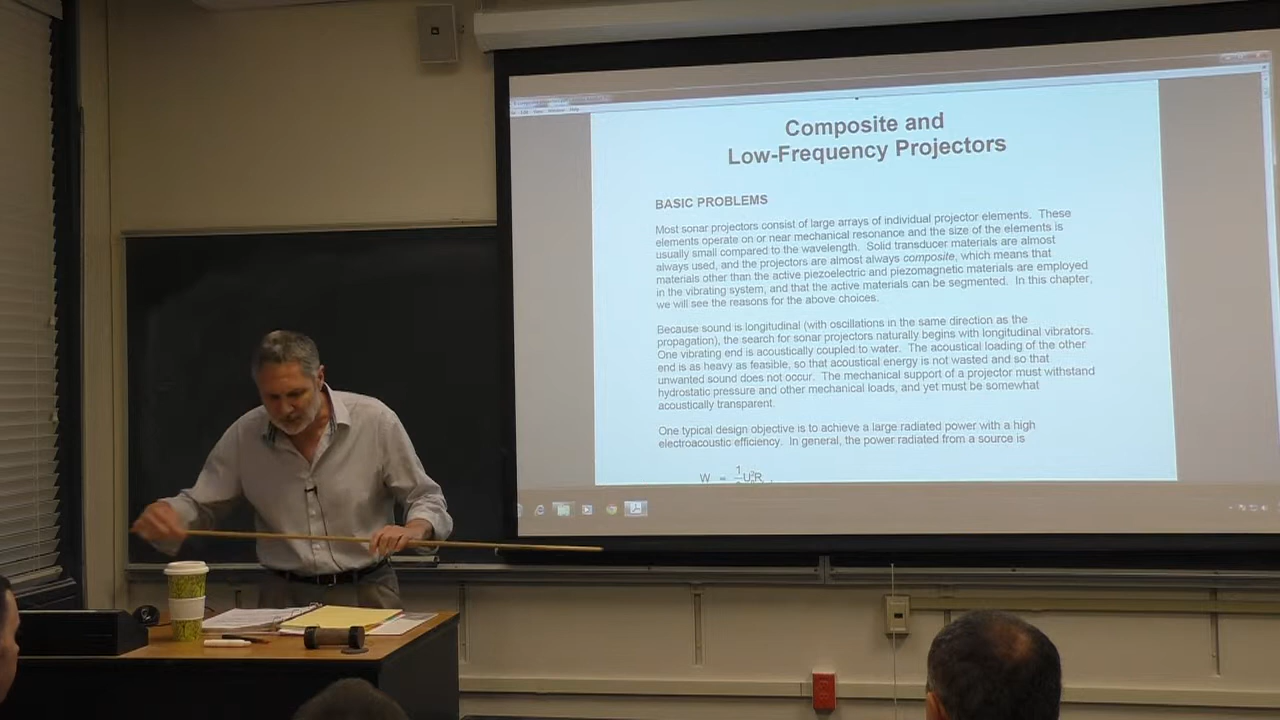 Composite and
Low-Frequency Projectors
BASIC PROBLEMS
Most sonar projectors consist of large arrays of individual projector elements. These
elements operate on or near mechanical resonance and the size of the elements is
usually small compared to the wavelength. Solid transducer materials are almost
always used, and the projectors are almost always composite, which means that
materials other than the active piezoelectric and piezomagnetic materials are employed
in the vibrating system, and that the active materials can be segmented. In this chapter,
we will see the reasons for the above choices.
Because sound is longitudinal (with oscillations in the same direction as the
propagation), the search for sonar projectors naturally begins with longitudinal vibrators.
One vibrating end is acoustically coupled to water. The acoustical loading of the other
end is as heavy as feasible, so that acoustical energy is not wasted and so that
unwanted sound does not occur. The mechanical support of a projector must withstand
hydrostatic pressure and other mechanical loads, and yet must be somewhat
acoustically transparent.
One typical design objective is to achieve a large radiated power with a high
electroacoustic efficiency. In general, the power radiated from a source is
W =